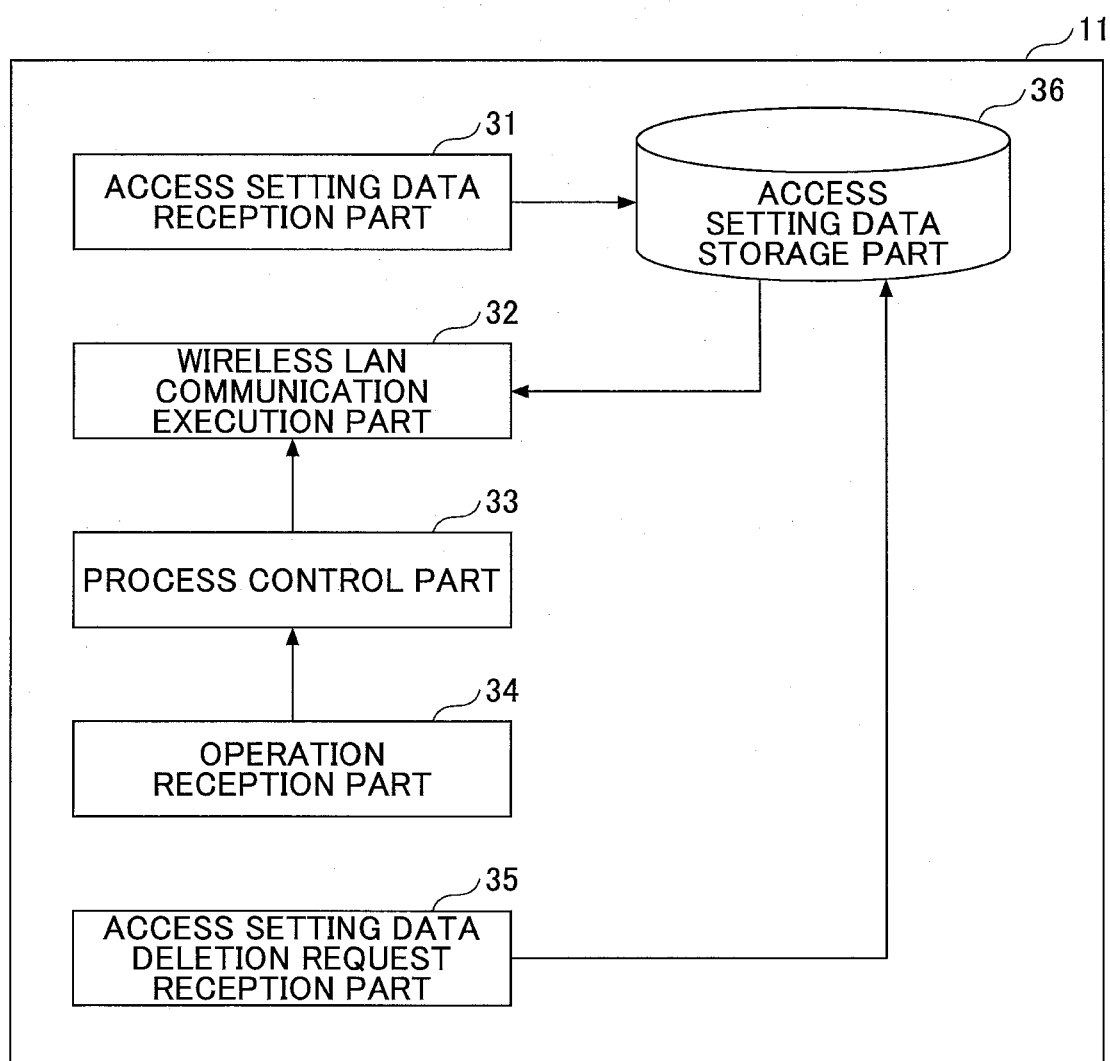 11
31
ACCESS SETTING DATA
RECEPTION PART
36
ACCESS
SETTING DATA
STORAGE PART
32
WIRELESS LAN
COMMUNICATION
EXECUTION PART
33
PROCESS CONTROL PART
34
OPERATION
RECEPTION PART
35
ACCESS SETTING DATA
DELETION REQUEST
RECEPTION PART